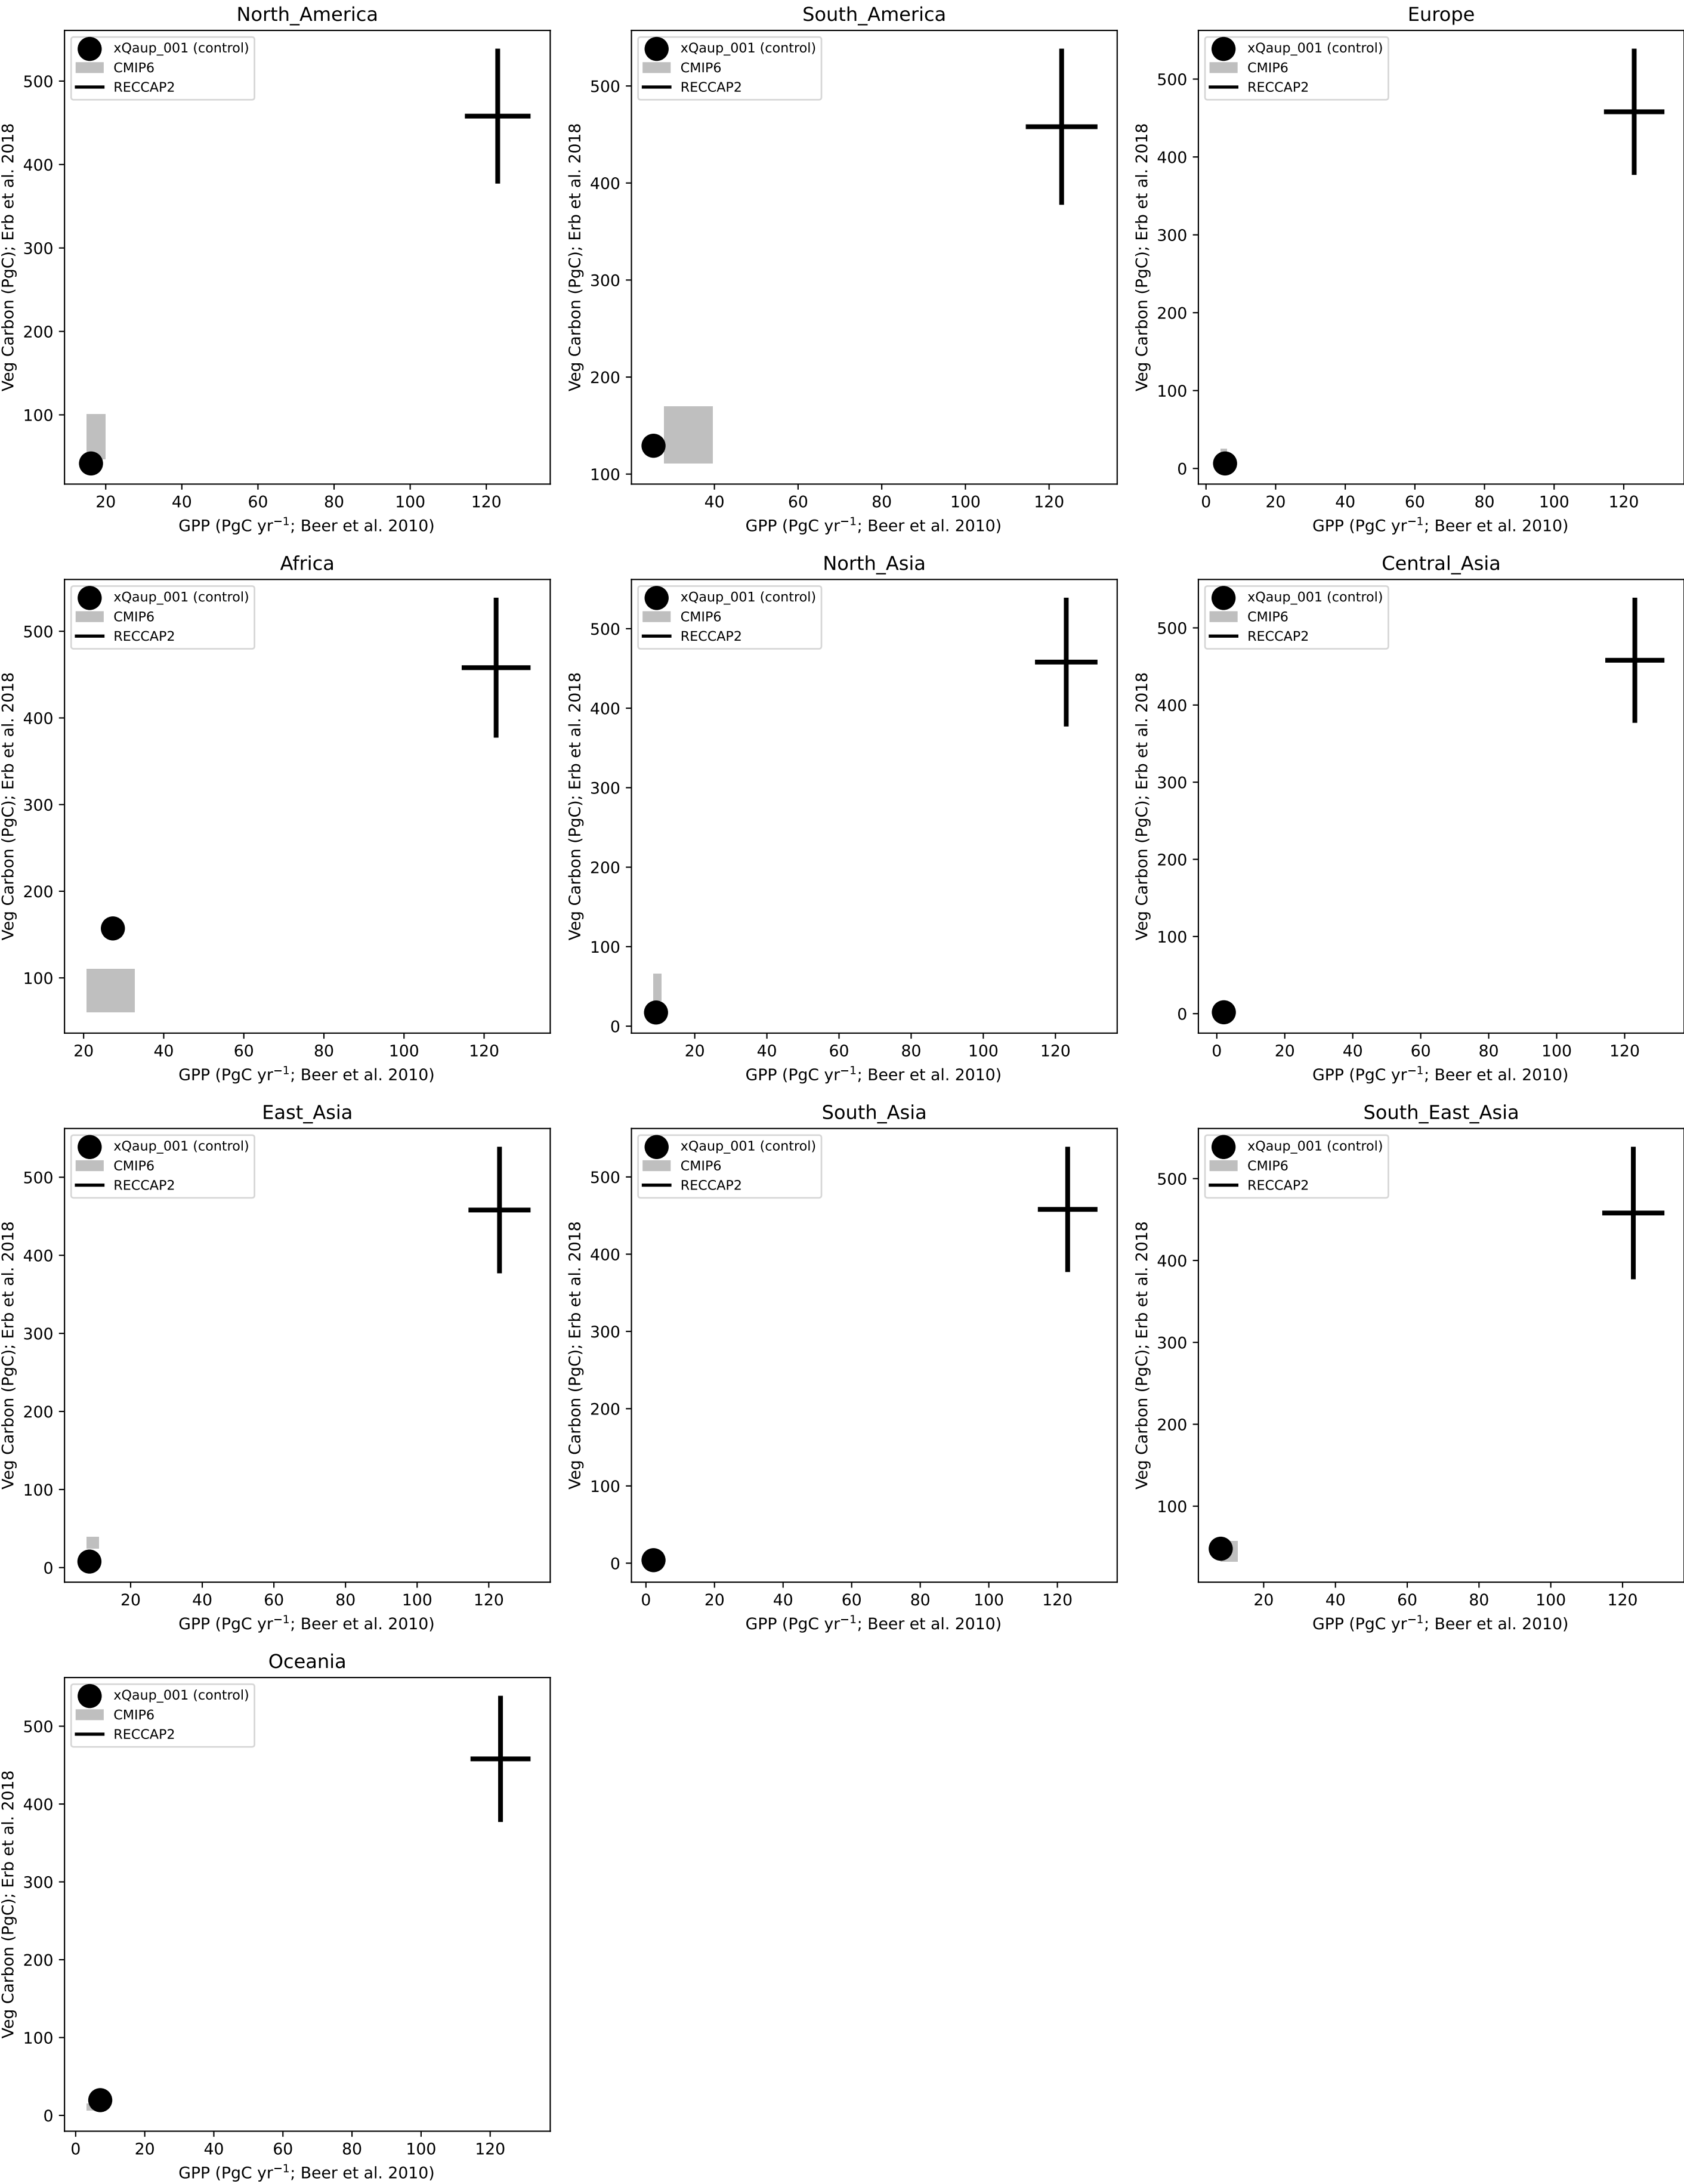 North_America
xQaup_001 (control)
CMIP6
RECCAP2
500
400
300
200
100
Veg Carbon (PgC); Erb et al. 2018
20 40 60 80 100 120
GPP (PgC yr⁻¹; Beer et al. 2010)
South_America
xQaup_001 (control)
CMIP6
RECCAP2
500
400
300
200
100
Veg Carbon (PgC); Erb et al. 2018
40 60 80 100 120
GPP (PgC yr⁻¹; Beer et al. 2010)
Europe
xQaup_001 (control)
CMIP6
RECCAP2
500
400
300
200
100
0
Veg Carbon (PgC); Erb et al. 2018
0 20 40 60 80 100 120
GPP (PgC yr⁻¹; Beer et al. 2010)
Africa
xQaup_001 (control)
CMIP6
RECCAP2
500
400
300
200
100
Veg Carbon (PgC); Erb et al. 2018
20 40 60 80 100 120
GPP (PgC yr⁻¹; Beer et al. 2010)
North_Asia
xQaup_001 (control)
CMIP6
RECCAP2
500
400
300
200
100
0
Veg Carbon (PgC); Erb et al. 2018
20 40 60 80 100 120
GPP (PgC yr⁻¹; Beer et al. 2010)
Central_Asia
xQaup_001 (control)
CMIP6
RECCAP2
500
400
300
200
100
0
Veg Carbon (PgC); Erb et al. 2018
0 20 40 60 80 100 120
GPP (PgC yr⁻¹; Beer et al. 2010)
East_Asia
xQaup_001 (control)
CMIP6
RECCAP2
500
400
300
200
100
0
Veg Carbon (PgC); Erb et al. 2018
20 40 60 80 100 120
GPP (PgC yr⁻¹; Beer et al. 2010)
South_Asia
xQaup_001 (control)
CMIP6
RECCAP2
500
400
300
200
100
0
Veg Carbon (PgC); Erb et al. 2018
0 20 40 60 80 100 120
GPP (PgC yr⁻¹; Beer et al. 2010)
South_East_Asia
xQaup_001 (control)
CMIP6
RECCAP2
500
400
300
200
100
Veg Carbon (PgC); Erb et al. 2018
20 40 60 80 100 120
GPP (PgC yr⁻¹; Beer et al. 2010)
Oceania
xQaup_001 (control)
CMIP6
RECCAP2
500
400
300
200
100
0
Veg Carbon (PgC); Erb et al. 2018
0 20 40 60 80 100 120
GPP (PgC yr⁻¹; Beer et al. 2010)